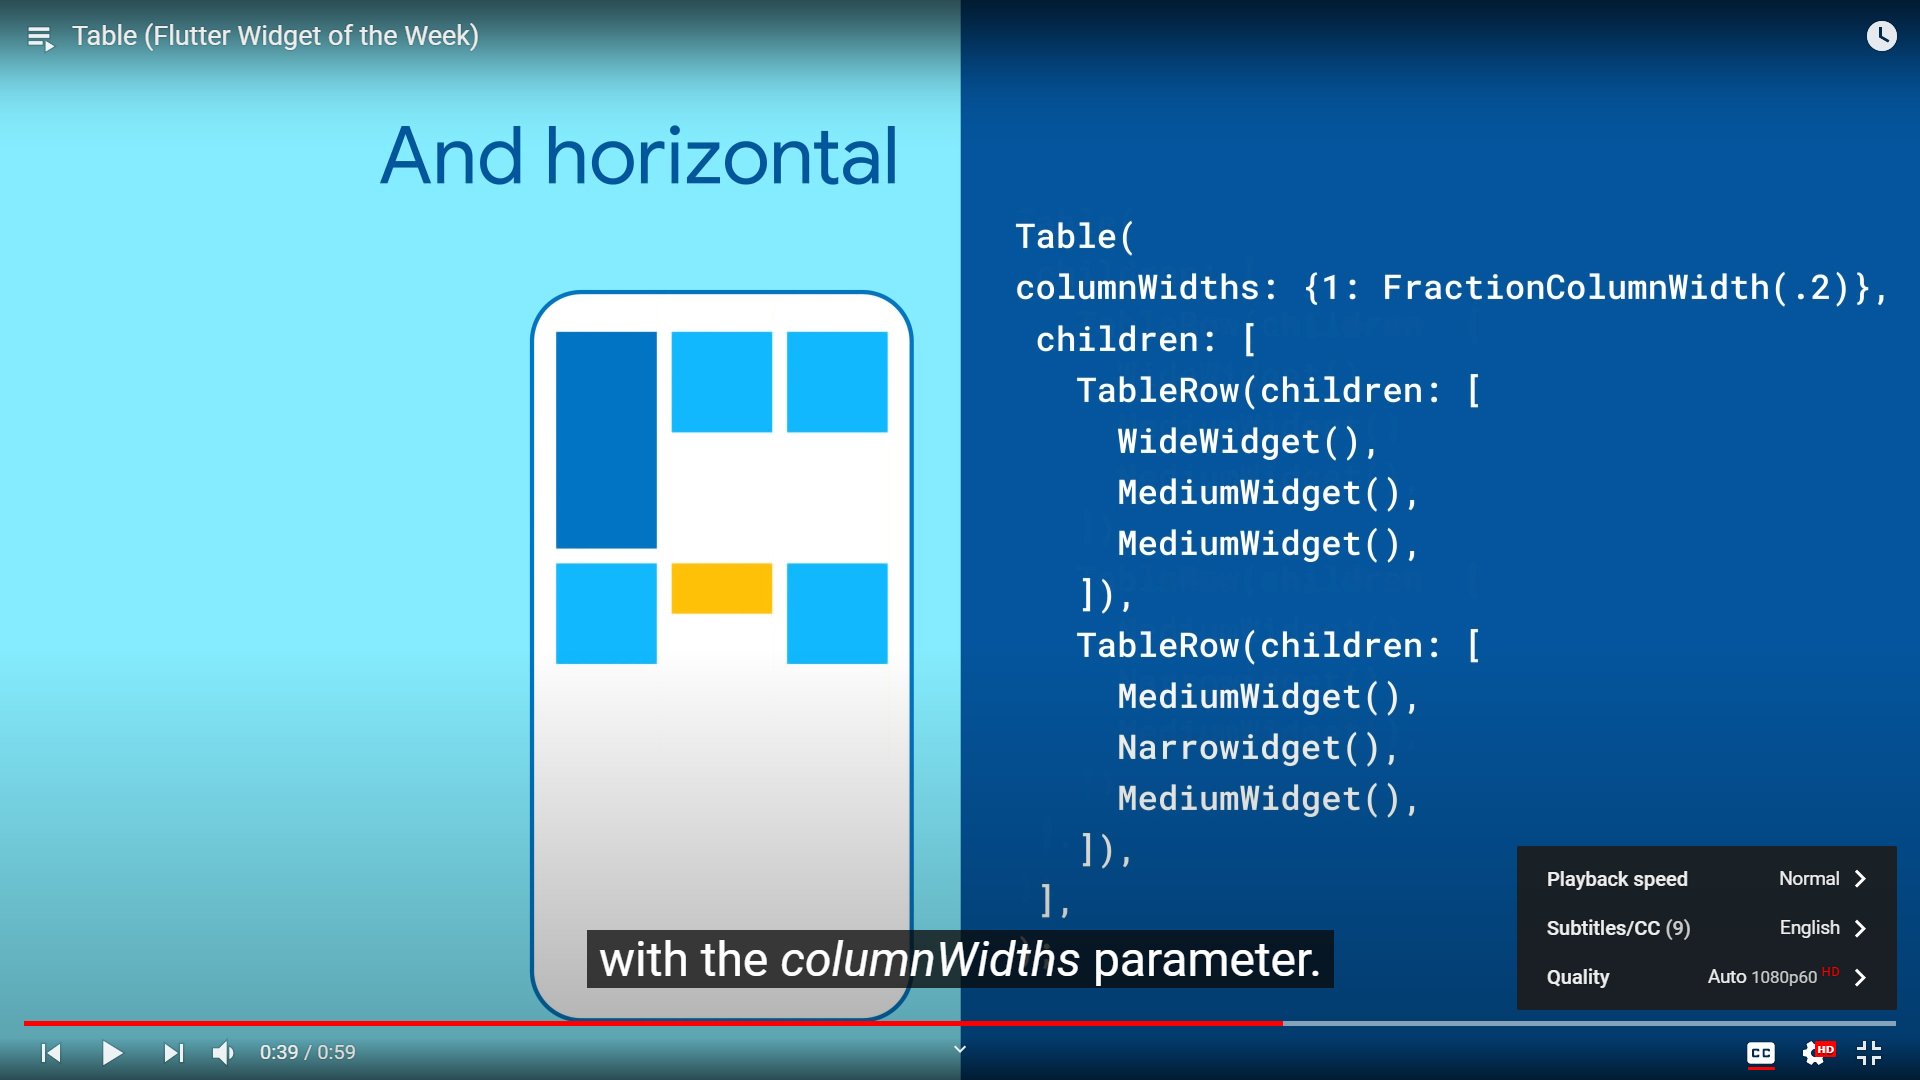 Table (Flutter Widget of the Week)
And horizontal
Table(
columnWidths: {1: FractionColumnWidth(.2)},
children: [
TableRow(children: [
WideWidget(),
MediumWidget(),
MediumWidget(),
]),
TableRow(children: [
MediumWidget(),
Narrowidget(),
MediumWidget(),
]),
],
with the columnWidths parameter.
Playback speed Normal
Subtitles/CC (9) English
Quality Auto 1080p60 HD
0:39 / 0:59
CC HD